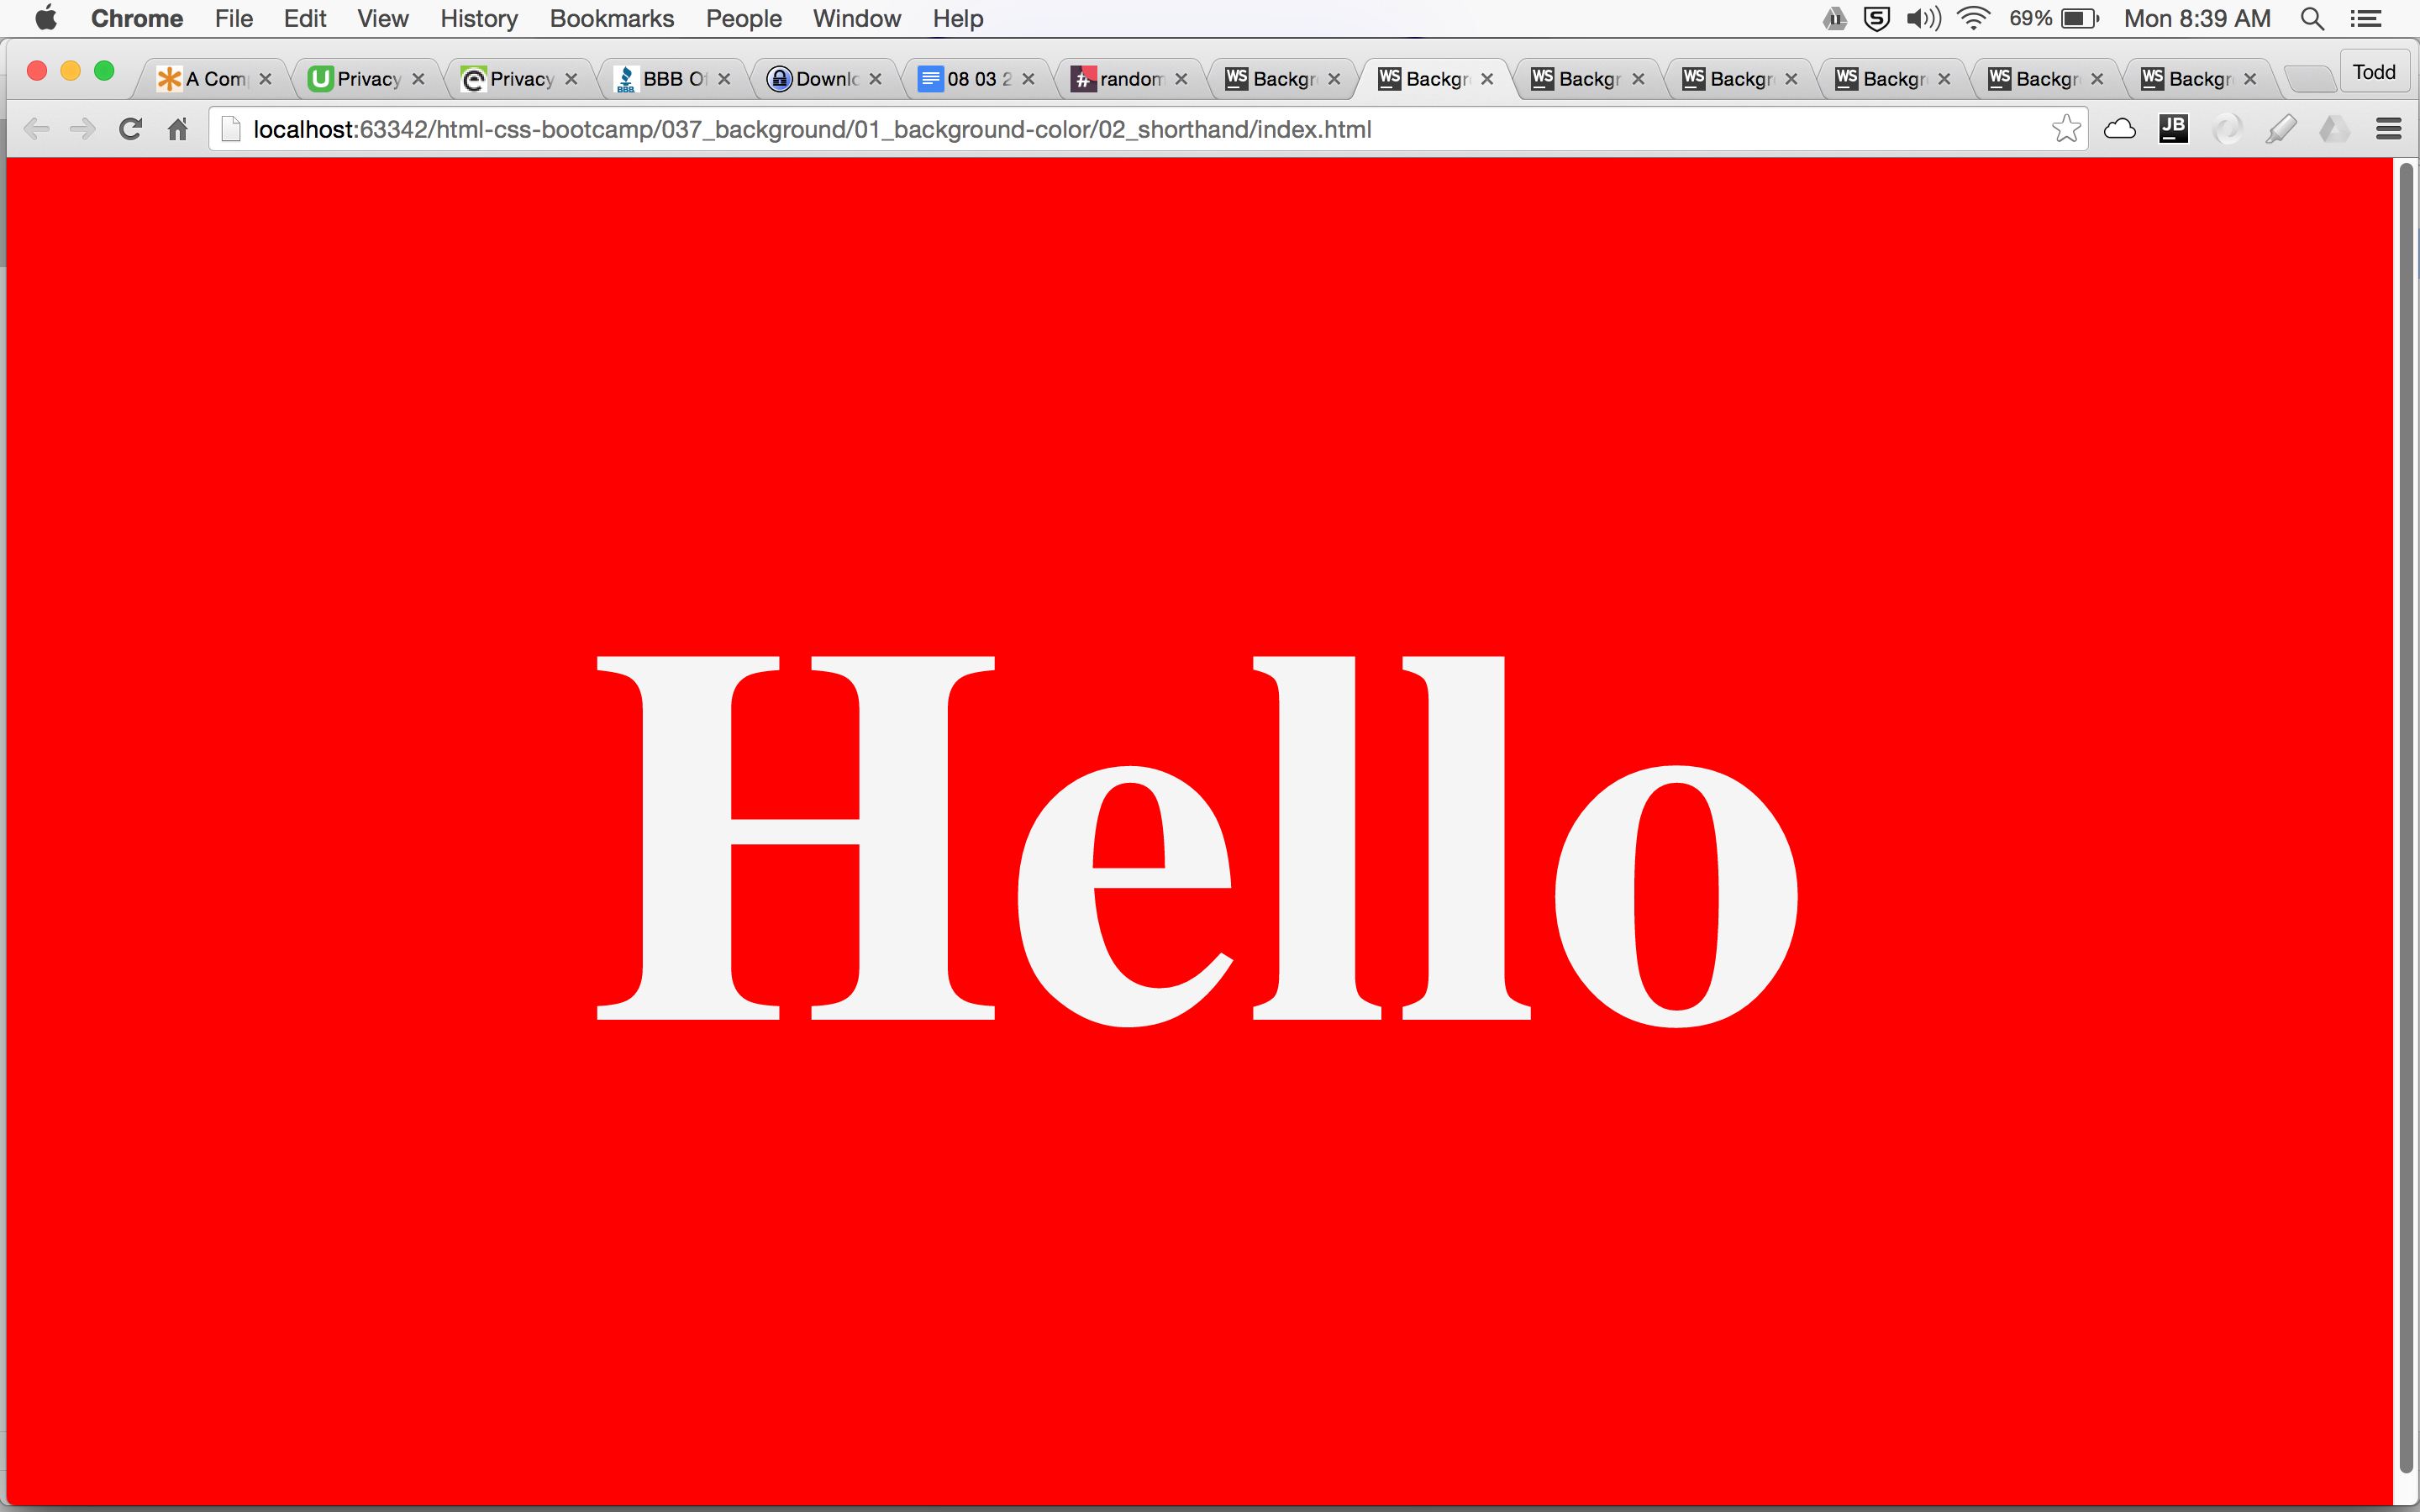 Chrome File Edit View History Bookmarks People Window Help 69% Mon 8:39 AM
A Com Privacy Privacy BBB O Downlo 08 03 2 random Backgr Backgr Backgr Backgr Backgr Backgr Backgr Todd
localhost:63342/html-css-bootcamp/037_background/01_background-color/02_shorthand/index.html JB
Hello